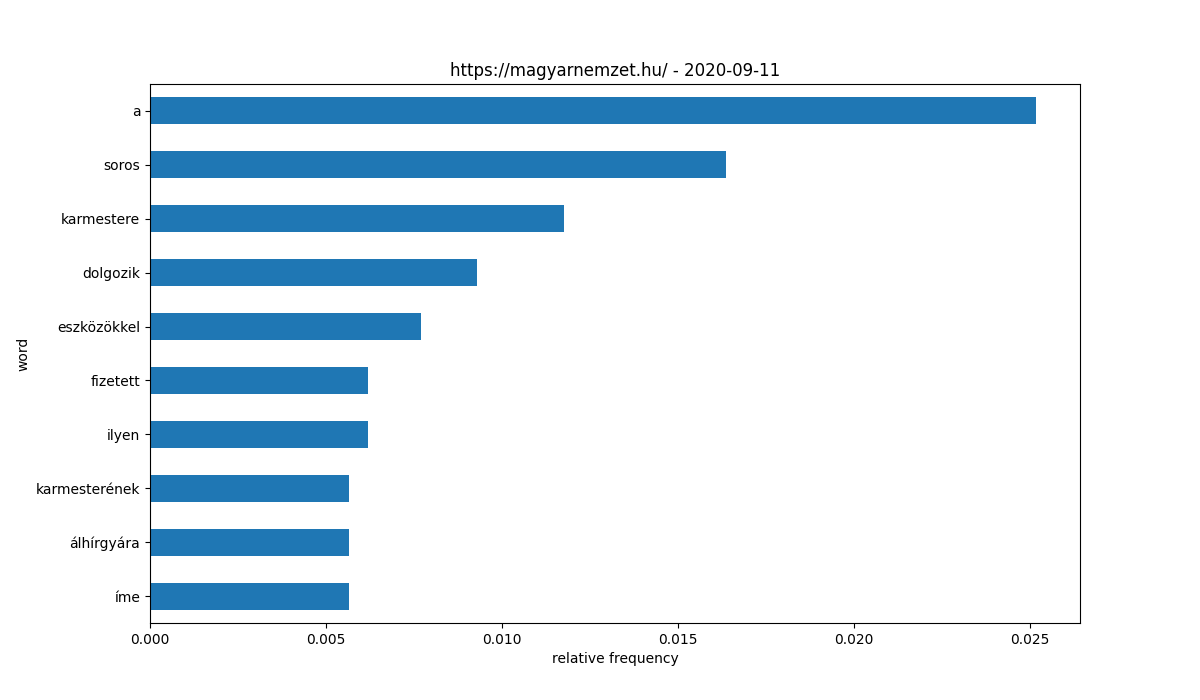 https://magyarnemzet.hu/ - 2020-09-11
a
soros
karmestere
dolgozik
eszközökkel
fizetett
ilyen
karmesterének
álhírgyára
íme
word
0.000 0.005 0.010 0.015 0.020 0.025
relative frequency